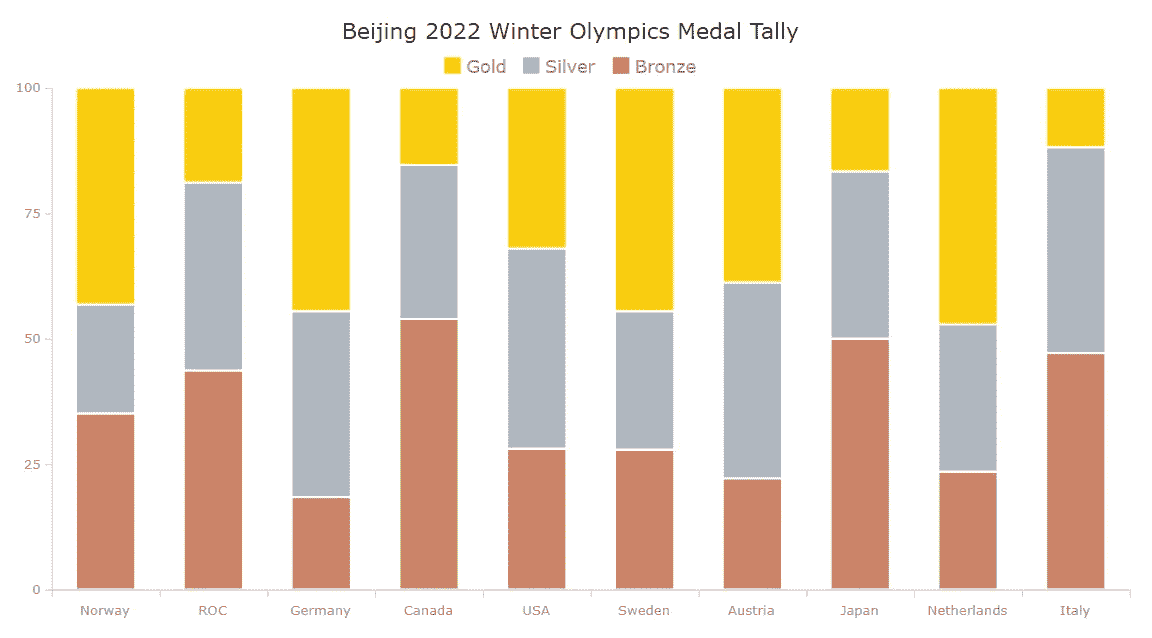 Beijing 2022 Winter Olympics Medal Tally
Gold Silver Bronze
100
75
50
25
0
Norway ROC Germany Canada USA Sweden Austria Japan Netherlands Italy